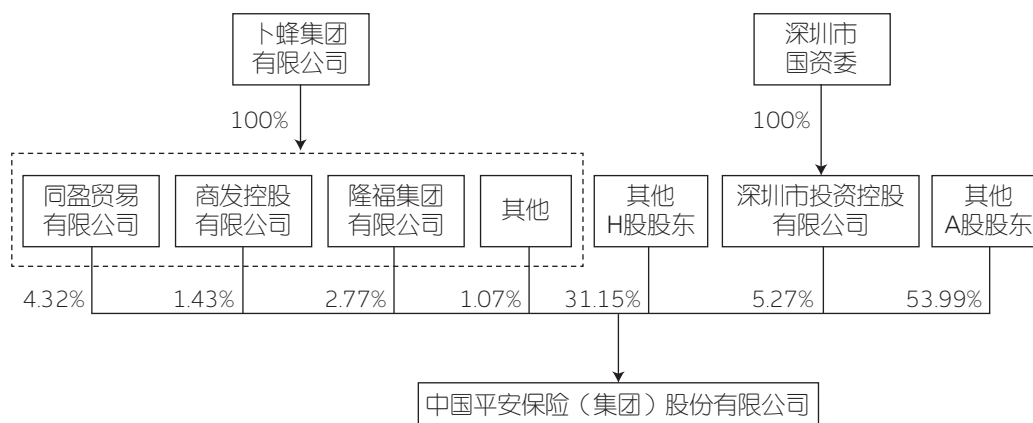 卜蜂集团
有限公司
深圳市
国资委
100%
100%
同盈贸易
有限公司
商发控股
有限公司
隆福集团
有限公司
其他
其他
H股股东
深圳市投资控股
有限公司
其他
A股股东
4.32%
1.43%
2.77%
1.07%
31.15%
5.27%
53.99%
中国平安保险（集团）股份有限公司